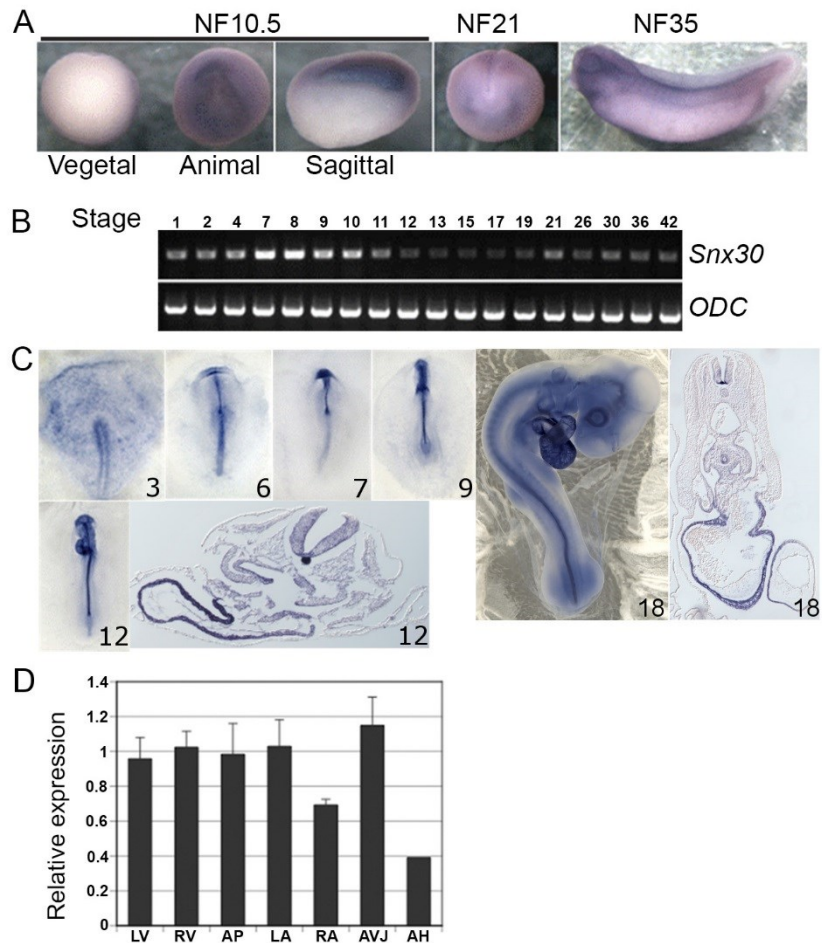 A
NF10.5 NF21 NF35
Vegetal Animal Sagittal
B
Stage 1 2 4 7 8 9 10 11 12 13 15 17 19 21 26 30 36 42
Snx30
ODC
C
3 6 7 9
12 12 18 18
D
Relative expression
1.4
1.2
1
0.8
0.6
0.4
0.2
0
LV RV AP LA RA AVJ AH